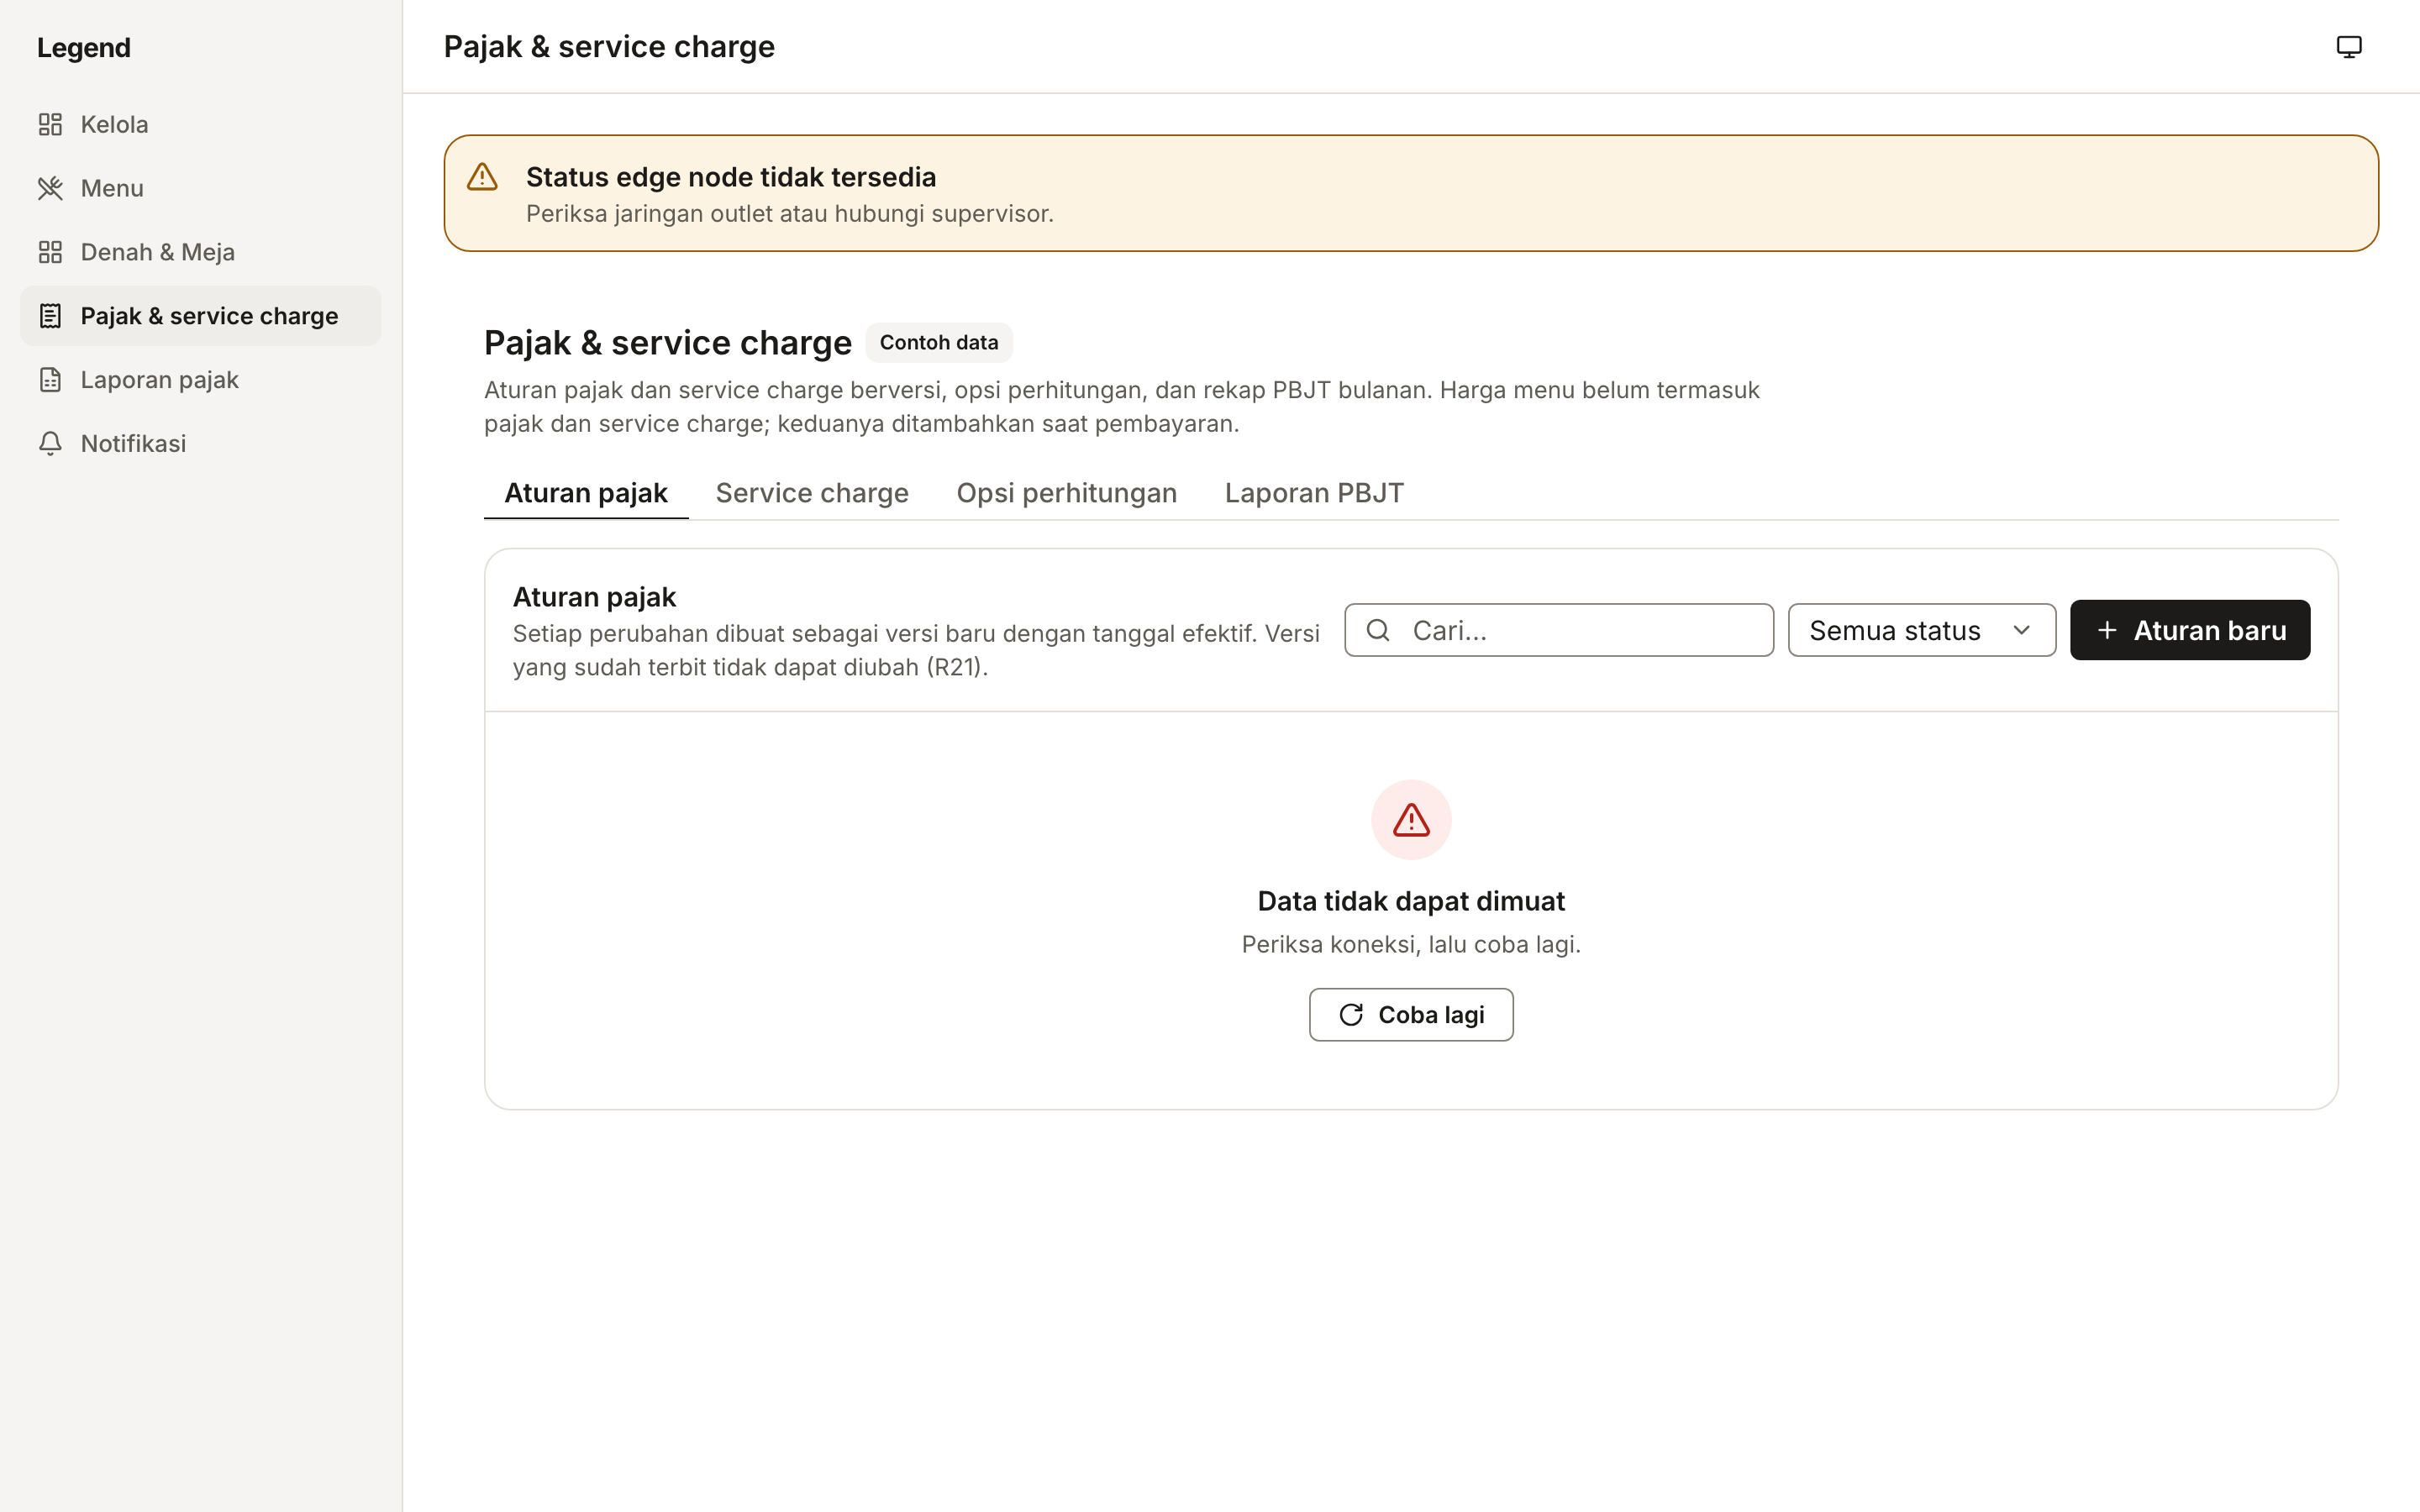 Legend
Kelola
Menu
Denah & Meja
Pajak & service charge
Laporan pajak
Notifikasi
Pajak & service charge
Status edge node tidak tersedia
Periksa jaringan outlet atau hubungi supervisor.
Pajak & service charge
Contoh data
Aturan pajak dan service charge berversi, opsi perhitungan, dan rekap PBJT bulanan. Harga menu belum termasuk
pajak dan service charge; keduanya ditambahkan saat pembayaran.
Aturan pajak
Service charge
Opsi perhitungan
Laporan PBJT
Aturan pajak
Setiap perubahan dibuat sebagai versi baru dengan tanggal efektif. Versi
yang sudah terbit tidak dapat diubah (R21).
Cari...
Semua status
Aturan baru
Data tidak dapat dimuat
Periksa koneksi, lalu coba lagi.
Coba lagi